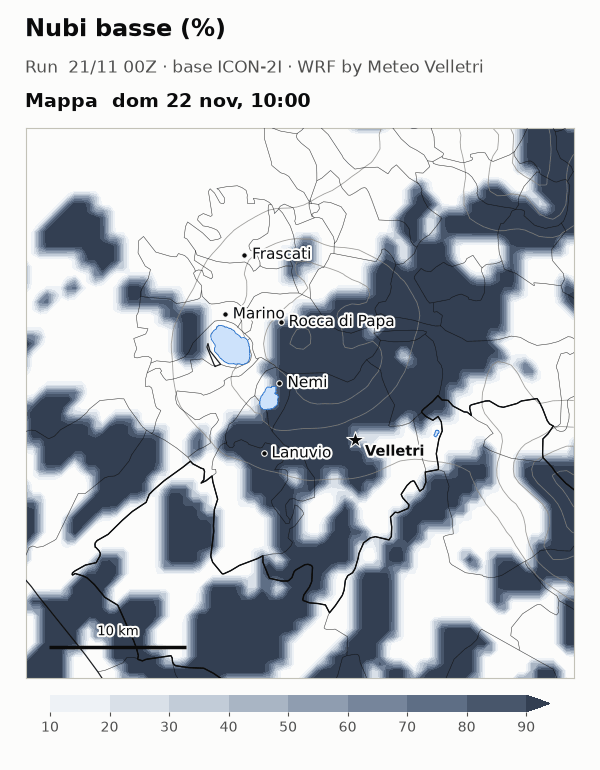 Nubi basse (%)
Run 21/11 00Z · base ICON-2I · WRF by Meteo Velletri
Mappa dom 22 nov, 10:00
Frascati
Marino
Rocca di Papa
Nemi
Velletri
Lanuvio
10 km
10 20 30 40 50 60 70 80 90